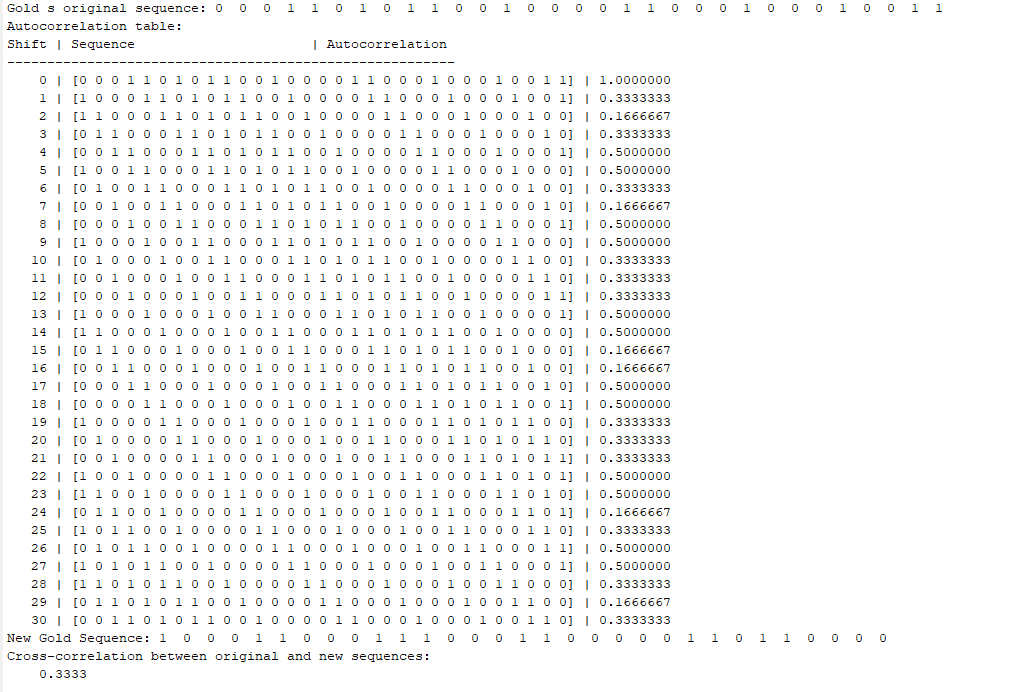 Gold s original sequence: 0 0 0 1 1 0 1 0 1 1 0 0 1 0 0 0 0 1 1 0 0 0 1 0 0 0 1 0 0 1 1
Autocorrelation table:
Shift | Sequence | Autocorrelation
--------------------------------------------------------
0 | [0 0 0 1 1 0 1 0 1 1 0 0 1 0 0 0 0 1 1 0 0 0 1 0 0 0 1 0 0 1 1] | 1.0000000
1 | [1 0 0 0 1 1 0 1 0 1 1 0 0 1 0 0 0 0 1 1 0 0 0 1 0 0 0 1 0 0 1] | 0.3333333
2 | [1 1 0 0 0 1 1 0 1 0 1 1 0 0 1 0 0 0 0 1 1 0 0 0 1 0 0 0 1 0 0] | 0.1666667
3 | [0 1 1 0 0 0 1 1 0 1 0 1 1 0 0 1 0 0 0 0 1 1 0 0 0 1 0 0 0 1 0] | 0.3333333
4 | [0 0 1 1 0 0 0 1 1 0 1 0 1 1 0 0 1 0 0 0 0 1 1 0 0 0 1 0 0 0 1] | 0.5000000
5 | [1 0 0 1 1 0 0 0 1 1 0 1 0 1 1 0 0 1 0 0 0 0 1 1 0 0 0 1 0 0 0] | 0.5000000
6 | [0 1 0 0 1 1 0 0 0 1 1 0 1 0 1 1 0 0 1 0 0 0 0 1 1 0 0 0 1 0 0] | 0.3333333
7 | [0 0 1 0 0 1 1 0 0 0 1 1 0 1 0 1 1 0 0 1 0 0 0 0 1 1 0 0 0 1 0] | 0.1666667
8 | [0 0 0 1 0 0 1 1 0 0 0 1 1 0 1 0 1 1 0 0 1 0 0 0 0 1 1 0 0 0 1] | 0.5000000
9 | [1 0 0 0 1 0 0 1 1 0 0 0 1 1 0 1 0 1 1 0 0 1 0 0 0 0 1 1 0 0 0] | 0.5000000
10 | [0 1 0 0 0 1 0 0 1 1 0 0 0 1 1 0 1 0 1 1 0 0 1 0 0 0 0 1 1 0 0] | 0.3333333
11 | [0 0 1 0 0 0 1 0 0 1 1 0 0 0 1 1 0 1 0 1 1 0 0 1 0 0 0 0 1 1 0] | 0.3333333
12 | [0 0 0 1 0 0 0 1 0 0 1 1 0 0 0 1 1 0 1 0 1 1 0 0 1 0 0 0 0 1 1] | 0.3333333
13 | [1 0 0 0 1 0 0 0 1 0 0 1 1 0 0 0 1 1 0 1 0 1 1 0 0 1 0 0 0 0 1] | 0.5000000
14 | [1 1 0 0 0 1 0 0 0 1 0 0 1 1 0 0 0 1 1 0 1 0 1 1 0 0 1 0 0 0 0] | 0.5000000
15 | [0 1 1 0 0 0 1 0 0 0 1 0 0 1 1 0 0 0 1 1 0 1 0 1 1 0 0 1 0 0 0] | 0.1666667
16 | [0 0 1 1 0 0 0 1 0 0 0 1 0 0 1 1 0 0 0 1 1 0 1 0 1 1 0 0 1 0 0] | 0.1666667
17 | [0 0 0 1 1 0 0 0 1 0 0 0 1 0 0 1 1 0 0 0 1 1 0 1 0 1 1 0 0 1 0] | 0.5000000
18 | [0 0 0 0 1 1 0 0 0 1 0 0 0 1 0 0 1 1 0 0 0 1 1 0 1 0 1 1 0 0 1] | 0.5000000
19 | [1 0 0 0 0 1 1 0 0 0 1 0 0 0 1 0 0 1 1 0 0 0 1 1 0 1 0 1 1 0 0] | 0.3333333
20 | [0 1 0 0 0 0 1 1 0 0 0 1 0 0 0 1 0 0 1 1 0 0 0 1 1 0 1 0 1 1 0] | 0.3333333
21 | [0 0 1 0 0 0 0 1 1 0 0 0 1 0 0 0 1 0 0 1 1 0 0 0 1 1 0 1 0 1 1] | 0.3333333
22 | [1 0 0 1 0 0 0 0 1 1 0 0 0 1 0 0 0 1 0 0 1 1 0 0 0 1 1 0 1 0 1] | 0.5000000
23 | [1 1 0 0 1 0 0 0 0 1 1 0 0 0 1 0 0 0 1 0 0 1 1 0 0 0 1 1 0 1 0] | 0.5000000
24 | [0 1 1 0 0 1 0 0 0 0 1 1 0 0 0 1 0 0 0 1 0 0 1 1 0 0 0 1 1 0 1] | 0.1666667
25 | [1 0 1 1 0 0 1 0 0 0 0 1 1 0 0 0 1 0 0 0 1 0 0 1 1 0 0 0 1 1 0] | 0.3333333
26 | [0 1 0 1 1 0 0 1 0 0 0 0 1 1 0 0 0 1 0 0 0 1 0 0 1 1 0 0 0 1 1] | 0.5000000
27 | [1 0 1 0 1 1 0 0 1 0 0 0 0 1 1 0 0 0 1 0 0 0 1 0 0 1 1 0 0 0 1] | 0.5000000
28 | [1 1 0 1 0 1 1 0 0 1 0 0 0 0 1 1 0 0 0 1 0 0 0 1 0 0 1 1 0 0 0] | 0.3333333
29 | [0 1 1 0 1 0 1 1 0 0 1 0 0 0 0 1 1 0 0 0 1 0 0 0 1 0 0 1 1 0 0] | 0.1666667
30 | [0 0 1 1 0 1 0 1 1 0 0 1 0 0 0 0 1 1 0 0 0 1 0 0 0 1 0 0 1 1 0] | 0.3333333
New Gold Sequence: 1 0 0 0 1 1 0 0 0 1 1 1 0 0 0 1 1 0 0 0 0 0 1 1 0 1 1 0 0 0 0
Cross-correlation between original and new sequences:
0.3333